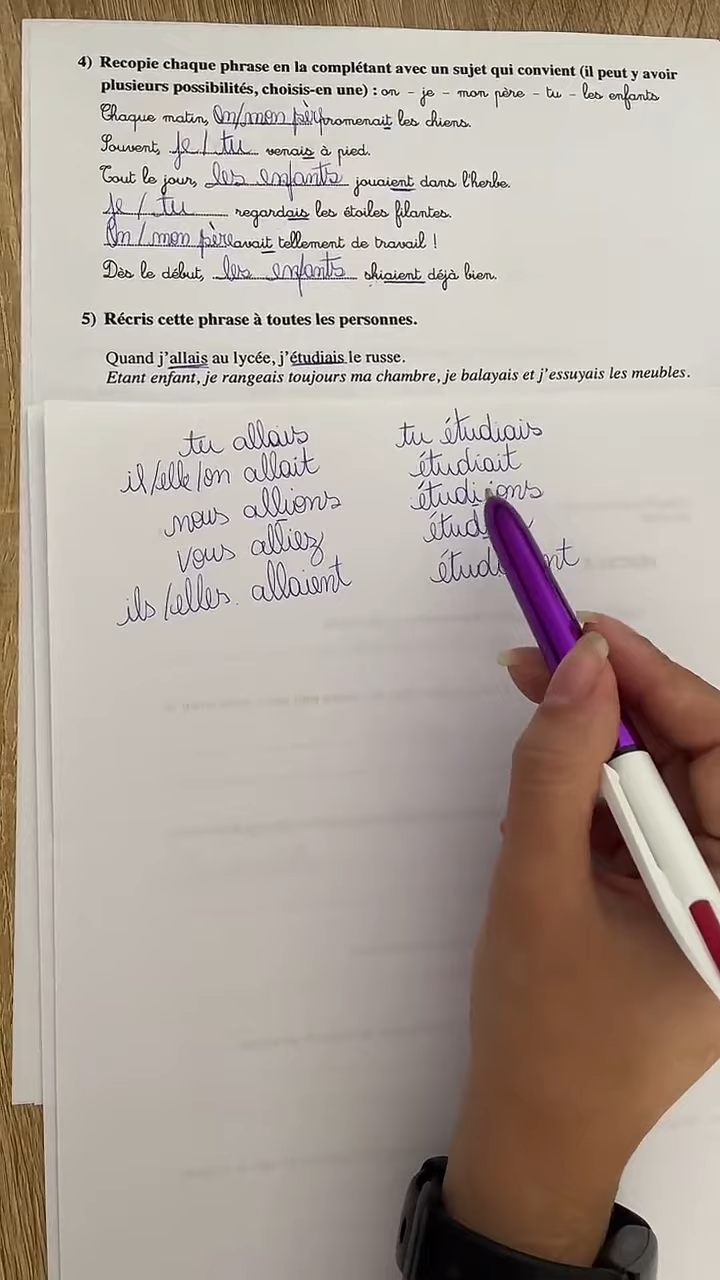 4) Recopie chaque phrase en la complétant avec un sujet qui convient (il peut y avoir
plusieurs possibilités, choisis-en une) : on - je - mon père - tu - les enfants
Chaque matin, On/mon père promenait les chiens.
Souvent, je / tu venais à pied.
Tout le jour, les enfants jouaient dans l'herbe.
je / tu regardais les étoiles filantes.
On / mon père avait tellement de travail !
Dès le début, les enfants skiaient déjà bien.
5) Récris cette phrase à toutes les personnes.
Quand j'allais au lycée, j'étudiais le russe.
Etant enfant, je rangeais toujours ma chambre, je balayais et j'essuyais les meubles.
tu allais tu étudiais
il/elle/on allait étudiait
nous allions étudiions
vous alliez
ils/elles. allaient